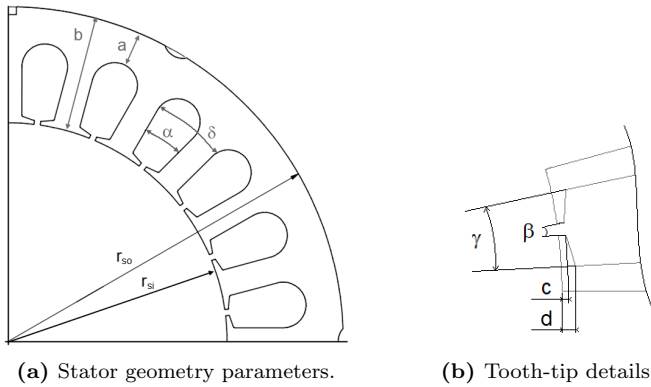 b
a
α
δ
r_so
r_si
β
γ
c
d
(a) Stator geometry parameters.
(b) Tooth-tip details